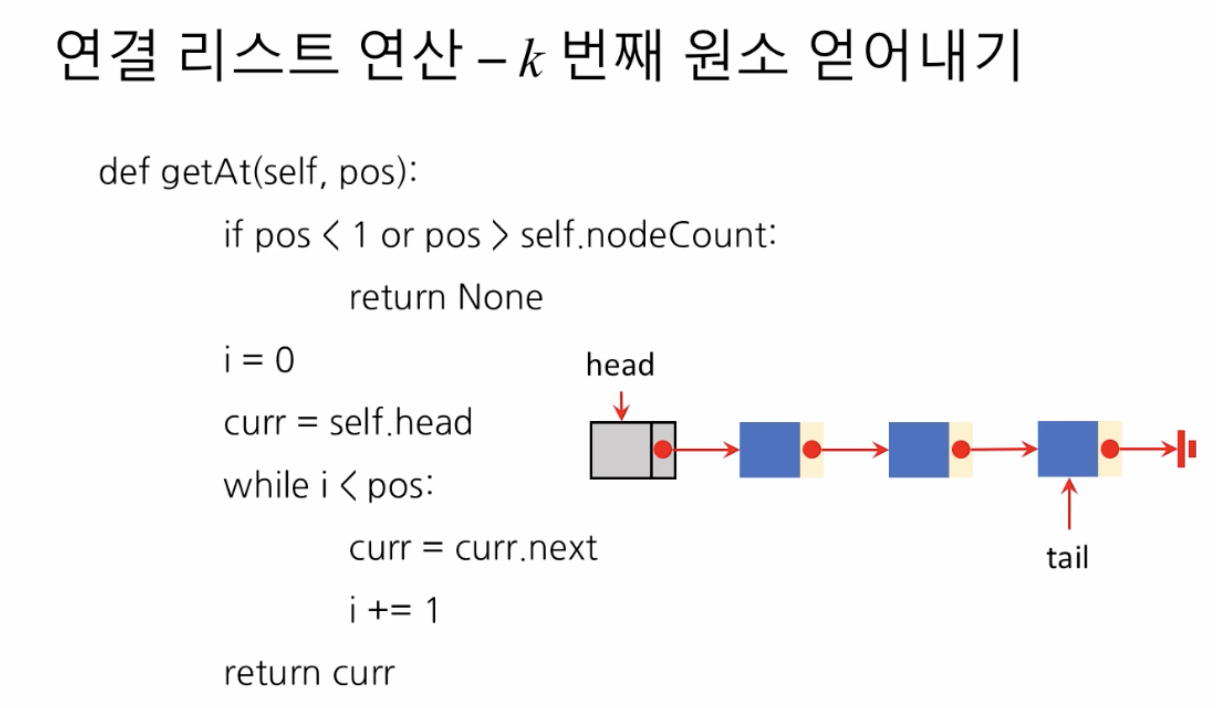 연결 리스트 연산 – k 번째 원소 얻어내기
def getAt(self, pos):
if pos < 1 or pos > self.nodeCount:
return None
i = 0
head
curr = self.head
while i < pos:
curr = curr.next
tail
i += 1
return curr